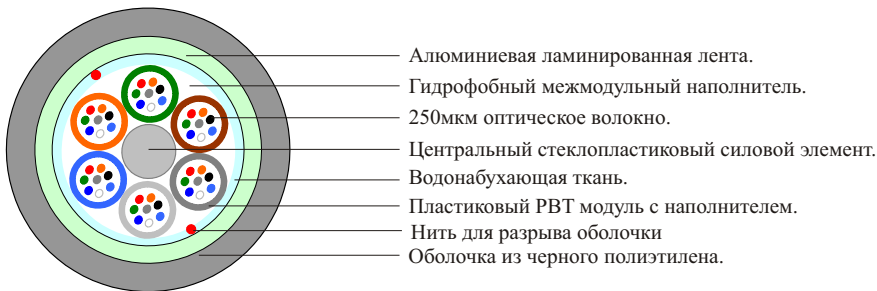 Алюминиевая ламинированная лента.
Гидрофобный межмодульный наполнитель.
250мкм оптическое волокно.
Центральный стеклопластиковый силовой элемент.
Водонабухающая ткань.
Пластиковый PBT модуль с наполнителем.
Нить для разрыва оболочки
Оболочка из черного полиэтилена.